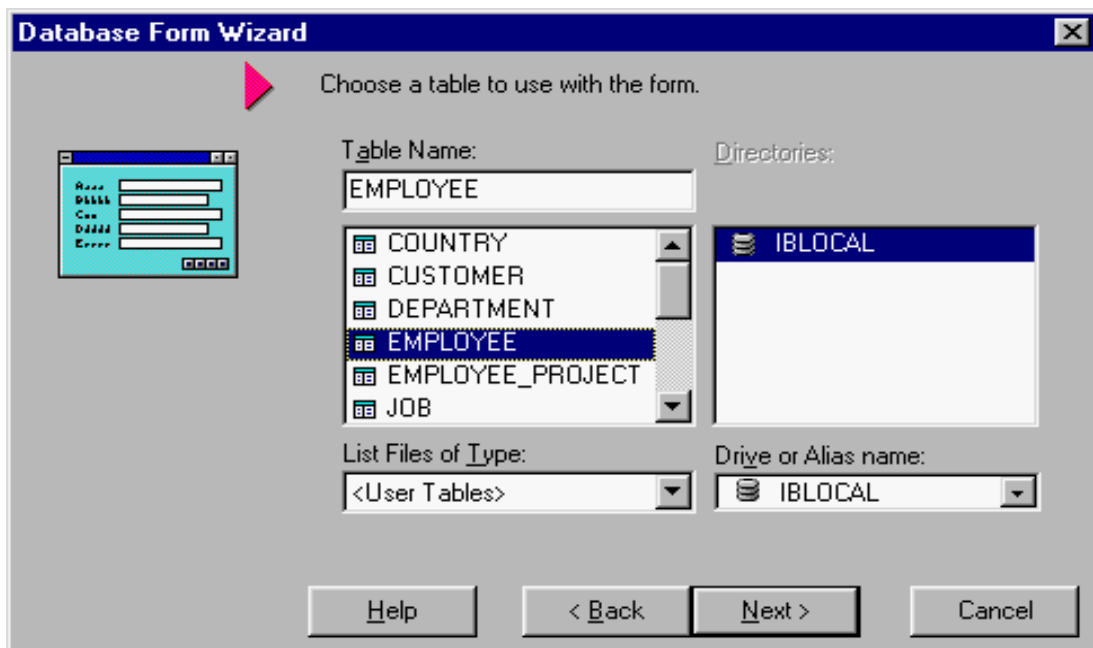 Database Form Wizard
Choose a table to use with the form.
Table Name:
EMPLOYEE
COUNTRY
CUSTOMER
DEPARTMENT
EMPLOYEE
EMPLOYEE_PROJECT
JOB
List Files of Type:
<User Tables>
Directories:
IBLOCAL
Drive or Alias name:
IBLOCAL
Help
< Back
Next >
Cancel